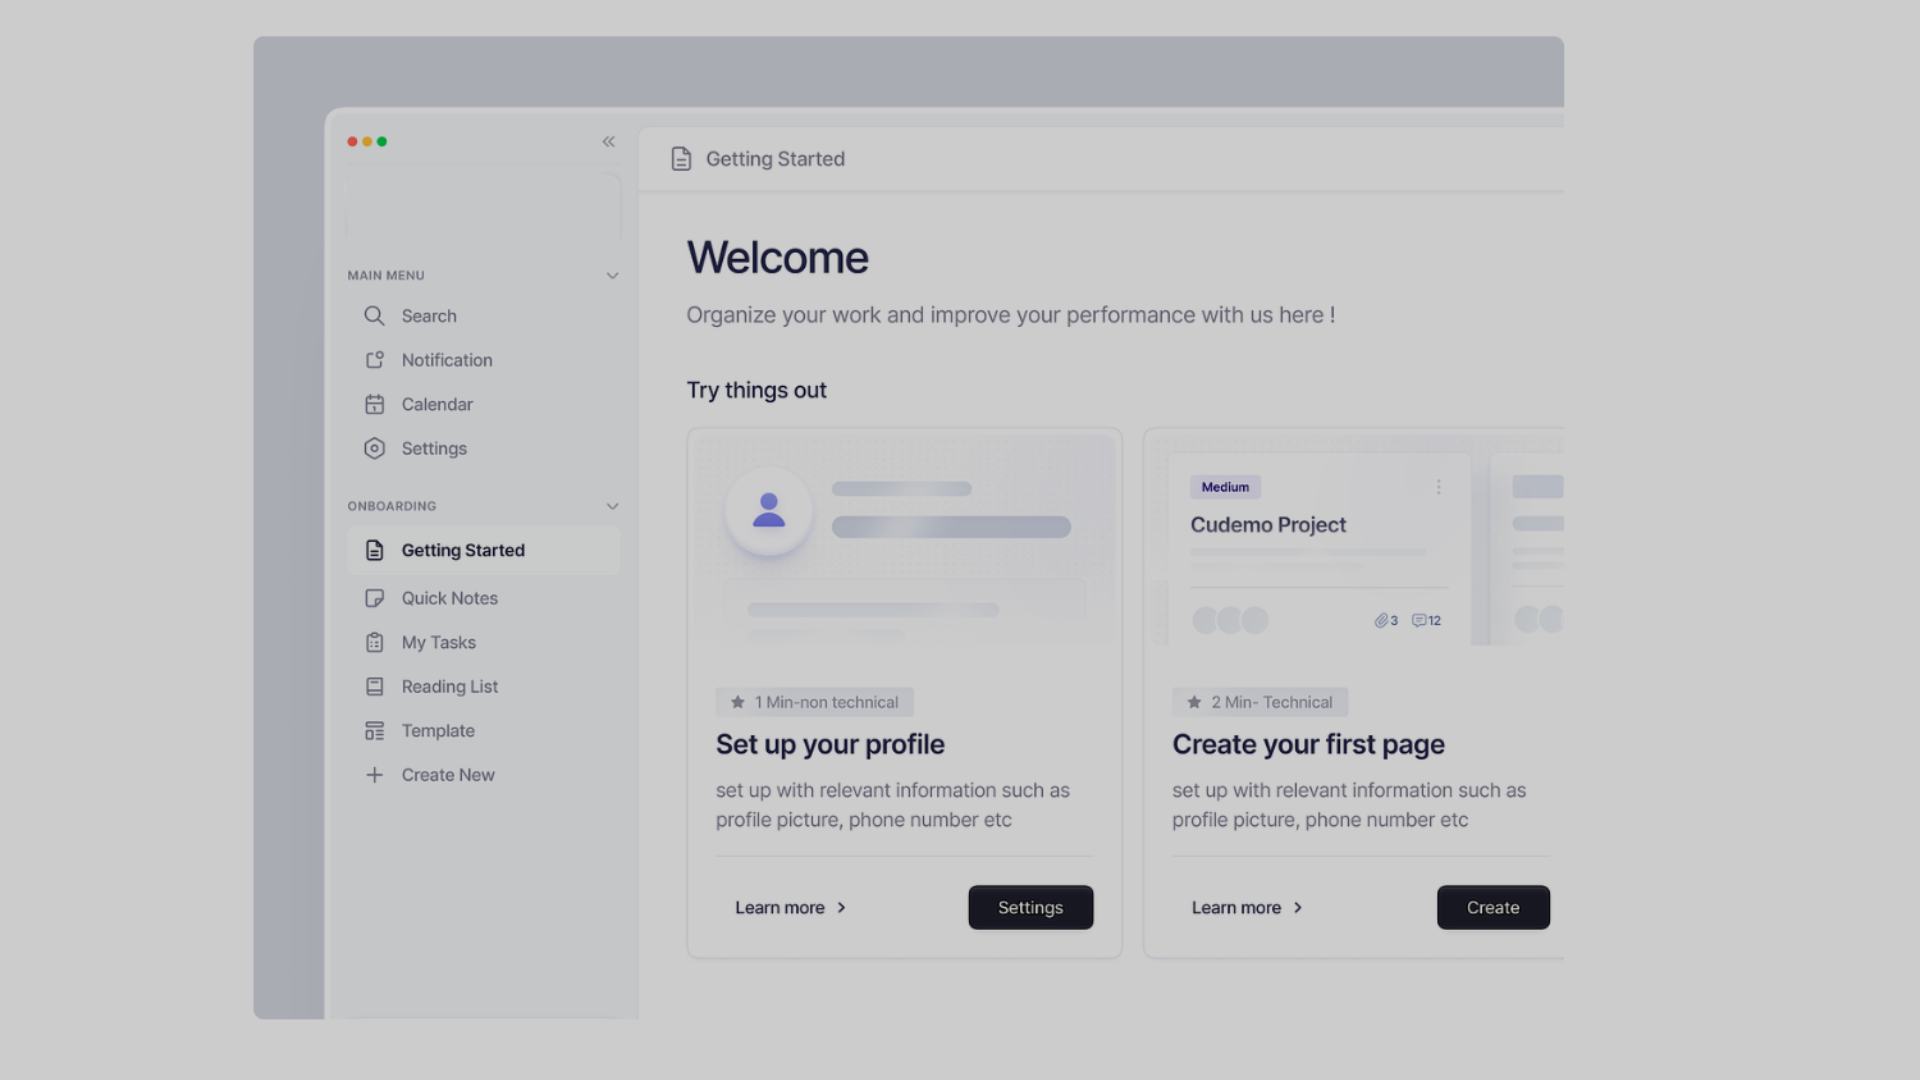 Getting Started
MAIN MENU
Search
Notification
Calendar
Settings
ONBOARDING
Getting Started
Quick Notes
My Tasks
Reading List
Template
Create New
Welcome
Organize your work and improve your performance with us here !
Try things out
1 Min-non technical
Set up your profile
set up with relevant information such as
profile picture, phone number etc
Learn more
Settings
Medium
Cudemo Project
3
12
2 Min- Technical
Create your first page
set up with relevant information such as
profile picture, phone number etc
Learn more
Create